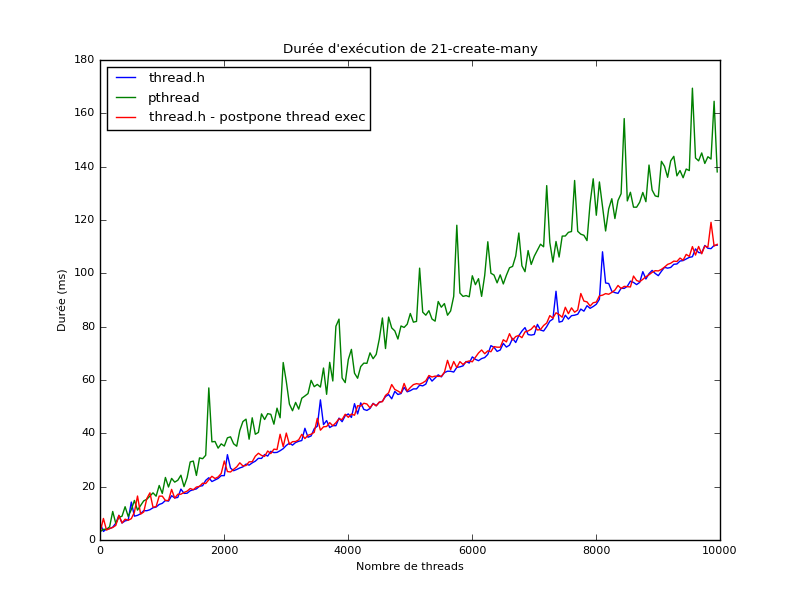 Durée d'exécution de 21-create-many
180
160
140
120
100
80
60
40
20
0
Durée (ms)
thread.h
pthread
thread.h - postpone thread exec
0
2000
4000
6000
8000
10000
Nombre de threads